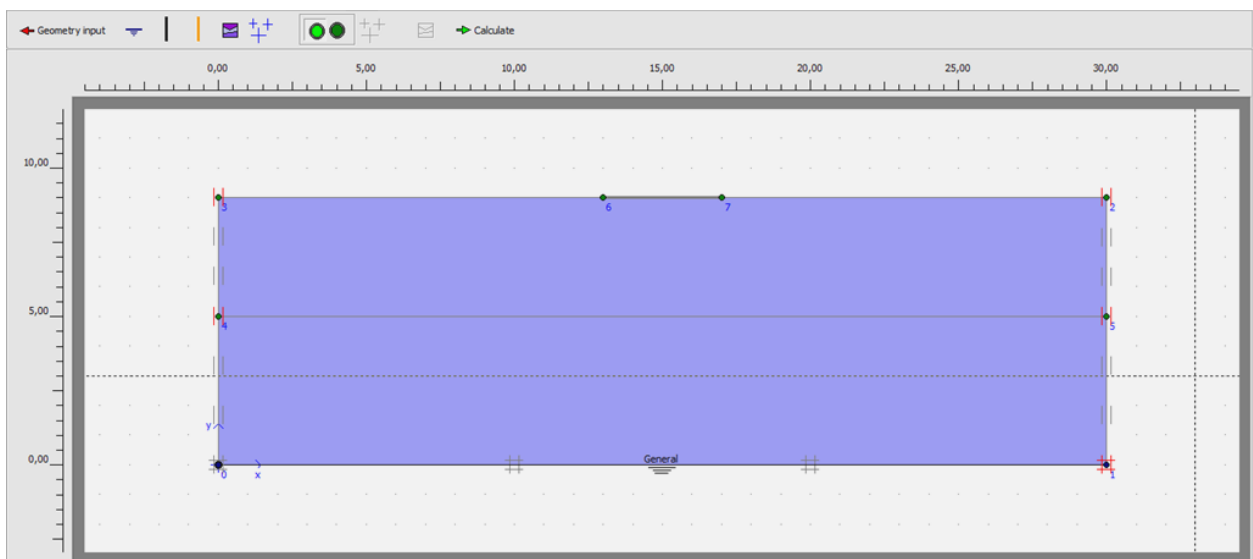 Geometry input
Calculate
0,00 5,00 10,00 15,00 20,00 25,00 30,00
10,00
3 6 7 2
5,00
4 5
y
0,00
General
0 x 1